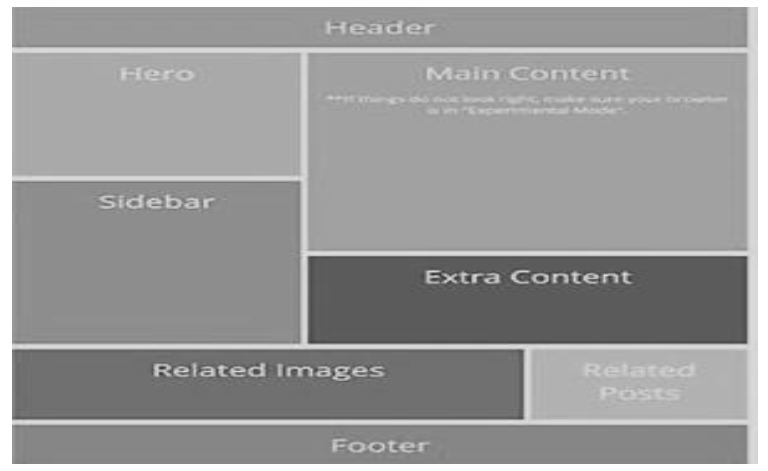 Header
Hero
Main Content
**If things do not look right, make sure your browser
is in "Experimental Mode".
Sidebar
Extra Content
Related Images
Related
Posts
Footer